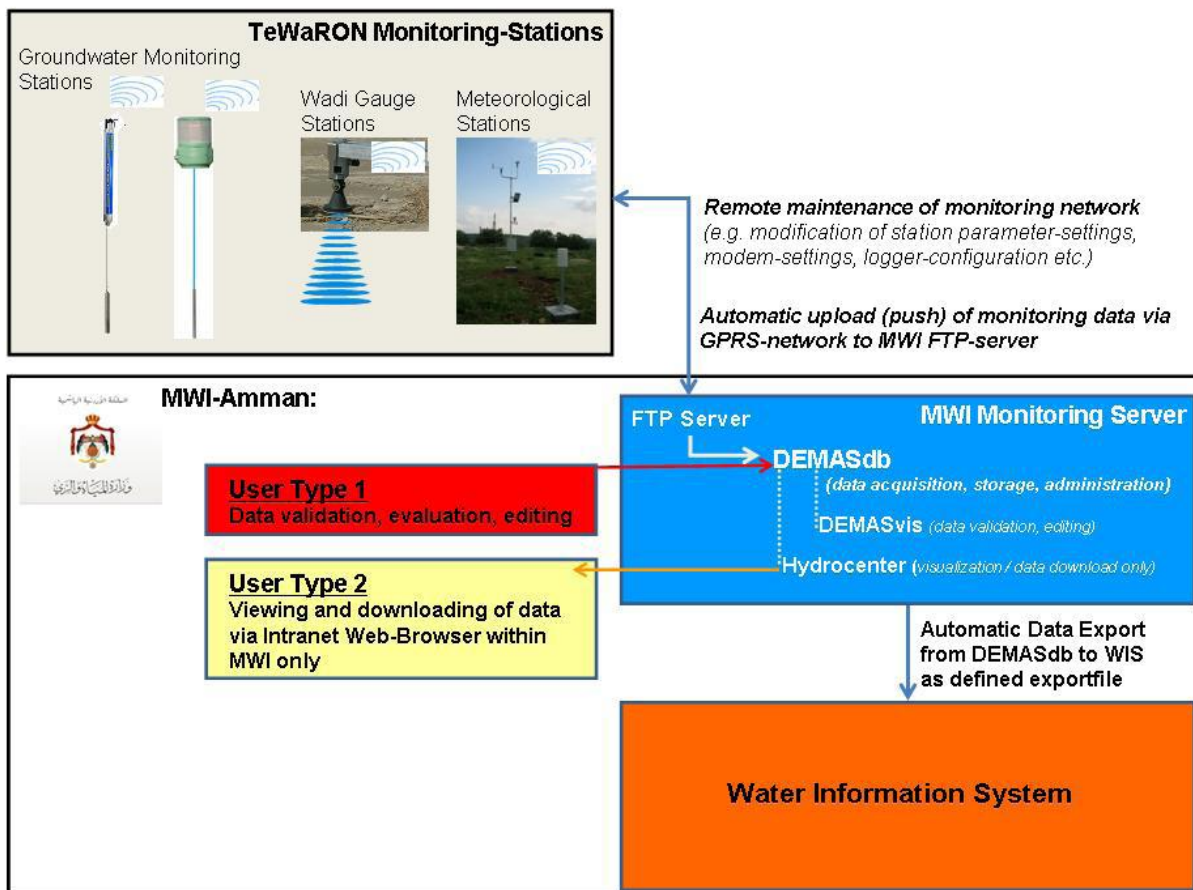 TeWaRON Monitoring-Stations
Groundwater Monitoring
Stations
Wadi Gauge
Stations
Meteorological
Stations
Remote maintenance of monitoring network
(e.g. modification of station parameter-settings,
modem-settings, logger-configuration etc.)
Automatic upload (push) of monitoring data via
GPRS-network to MWI FTP-server
MWI-Amman:
وزارة المياه والري
User Type 1
Data validation, evaluation, editing
User Type 2
Viewing and downloading of data
via Intranet Web-Browser within
MWI only
FTP Server
MWI Monitoring Server
DEMASdb
(data acquisition, storage, administration)
DEMASvis (data validation, editing)
Hydrocenter (visualization / data download only)
Automatic Data Export
from DEMASdb to WIS
as defined exportfile
Water Information System